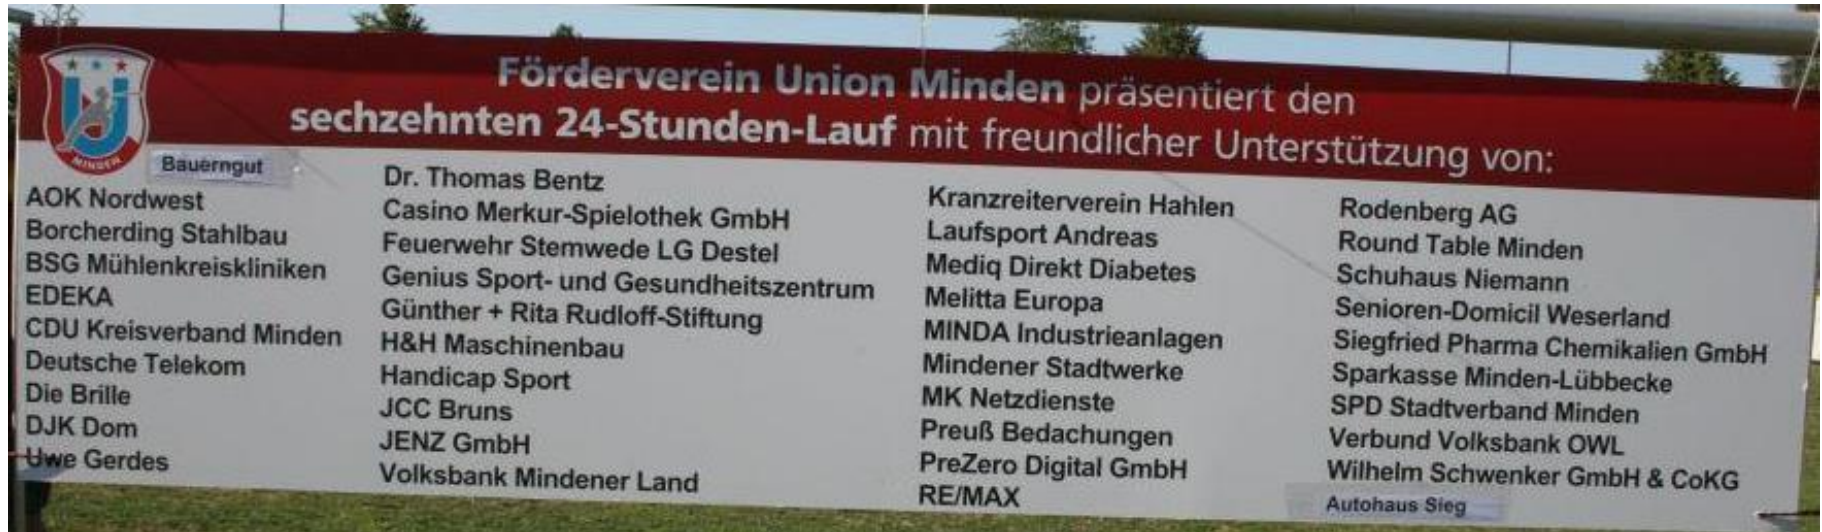 MINDEN
Förderverein Union Minden präsentiert den
sechzehnten 24-Stunden-Lauf mit freundlicher Unterstützung von:
Bauerngut
AOK Nordwest
Borcherding Stahlbau
BSG Mühlenkreiskliniken
EDEKA
CDU Kreisverband Minden
Deutsche Telekom
Die Brille
DJK Dom
Uwe Gerdes
Dr. Thomas Bentz
Casino Merkur-Spielothek GmbH
Feuerwehr Stemwede LG Destel
Genius Sport- und Gesundheitszentrum
Günther + Rita Rudloff-Stiftung
H&H Maschinenbau
Handicap Sport
JCC Bruns
JENZ GmbH
Volksbank Mindener Land
Kranzreiterverein Hahlen
Laufsport Andreas
Mediq Direkt Diabetes
Melitta Europa
MINDA Industrieanlagen
Mindener Stadtwerke
MK Netzdienste
Preuß Bedachungen
PreZero Digital GmbH
RE/MAX
Rodenberg AG
Round Table Minden
Schuhaus Niemann
Senioren-Domicil Weserland
Siegfried Pharma Chemikalien GmbH
Sparkasse Minden-Lübbecke
SPD Stadtverband Minden
Verbund Volksbank OWL
Wilhelm Schwenker GmbH & CoKG
Autohaus Sieg